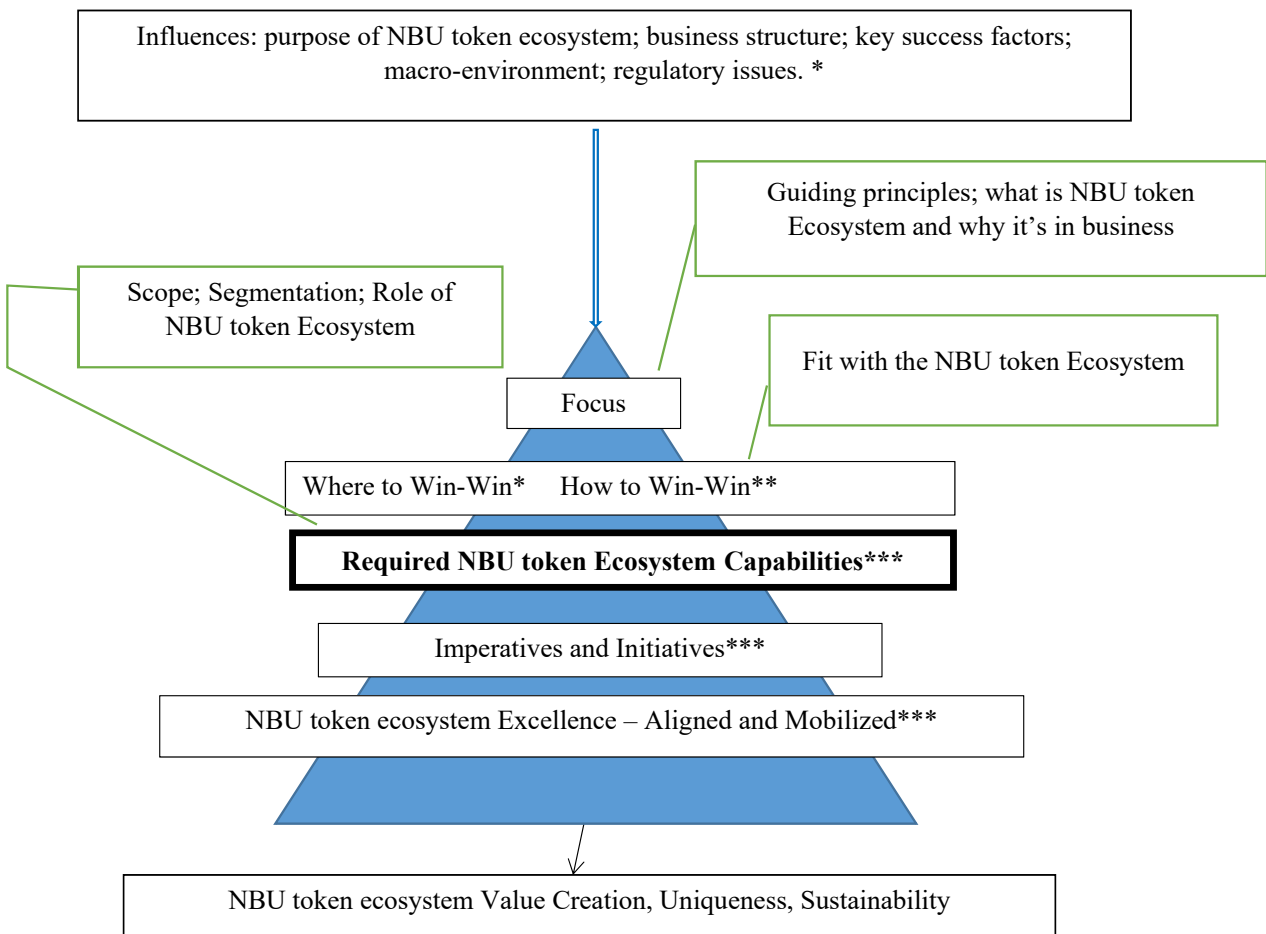 Influences: purpose of NBU token ecosystem; business structure; key success factors;
macro-environment; regulatory issues. *
Guiding principles; what is NBU token
Ecosystem and why it’s in business
Scope; Segmentation; Role of
NBU token Ecosystem
Fit with the NBU token Ecosystem
Focus
Where to Win-Win* How to Win-Win**
Required NBU token Ecosystem Capabilities***
Imperatives and Initiatives***
NBU token ecosystem Excellence – Aligned and Mobilized***
NBU token ecosystem Value Creation, Uniqueness, Sustainability